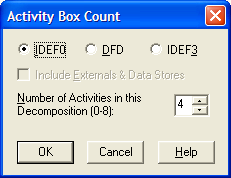 Activity Box Count
IDEF0 DFD IDEF3
Include Externals & Data Stores
Number of Activities in this
Decomposition (0-8): 4
OK Cancel Help